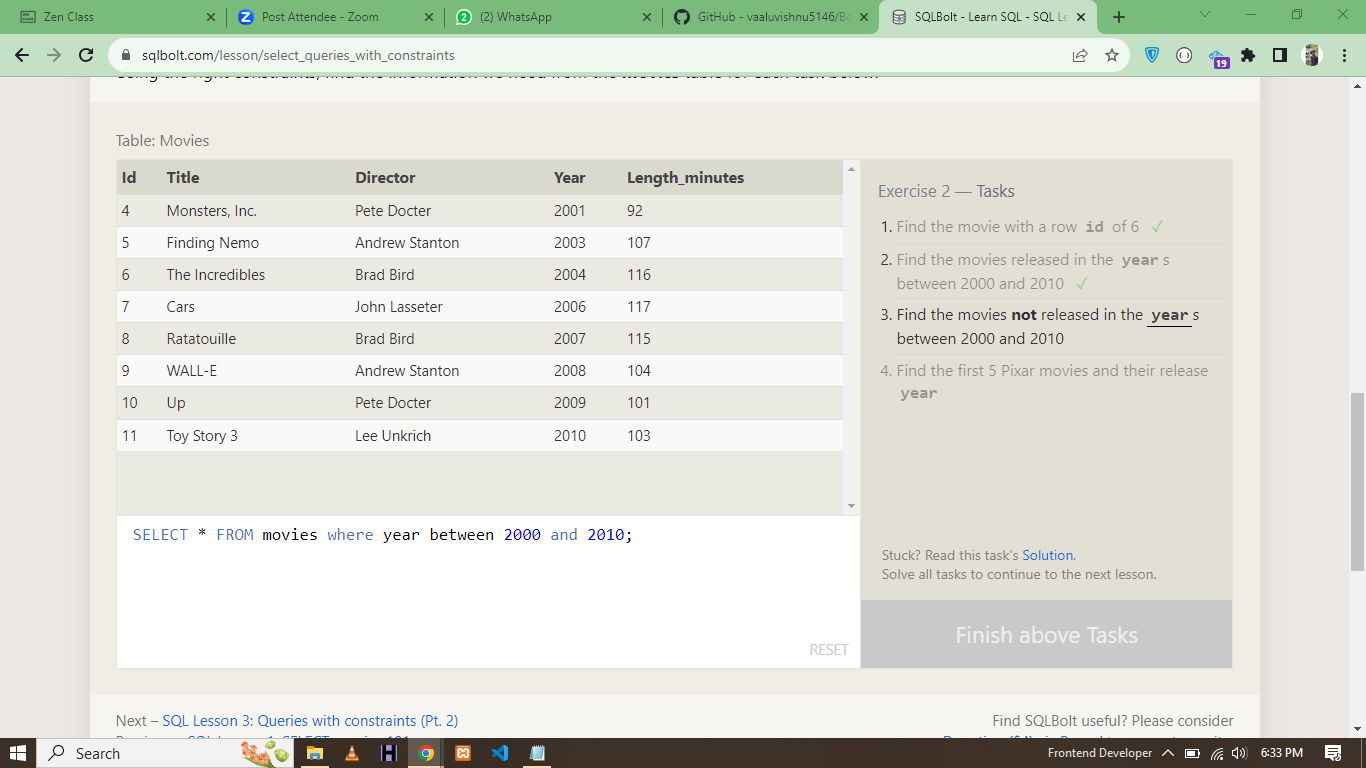 Zen Class
Post Attendee - Zoom
(2) WhatsApp
GitHub - vaaluvishnu5146/Bo
SQLBolt - Learn SQL - SQL Le
sqlbolt.com/lesson/select_queries_with_constraints
19
Table: Movies
Id Title Director Year Length_minutes
4 Monsters, Inc. Pete Docter 2001 92
5 Finding Nemo Andrew Stanton 2003 107
6 The Incredibles Brad Bird 2004 116
7 Cars John Lasseter 2006 117
8 Ratatouille Brad Bird 2007 115
9 WALL-E Andrew Stanton 2008 104
10 Up Pete Docter 2009 101
11 Toy Story 3 Lee Unkrich 2010 103
SELECT * FROM movies where year between 2000 and 2010;
RESET
Exercise 2 — Tasks
1. Find the movie with a row id of 6 ✓
2. Find the movies released in the year s
between 2000 and 2010 ✓
3. Find the movies not released in the year s
between 2000 and 2010
4. Find the first 5 Pixar movies and their release
year
Stuck? Read this task's Solution.
Solve all tasks to continue to the next lesson.
Finish above Tasks
Next – SQL Lesson 3: Queries with constraints (Pt. 2)
Find SQLBolt useful? Please consider
Search
Frontend Developer
6:33 PM